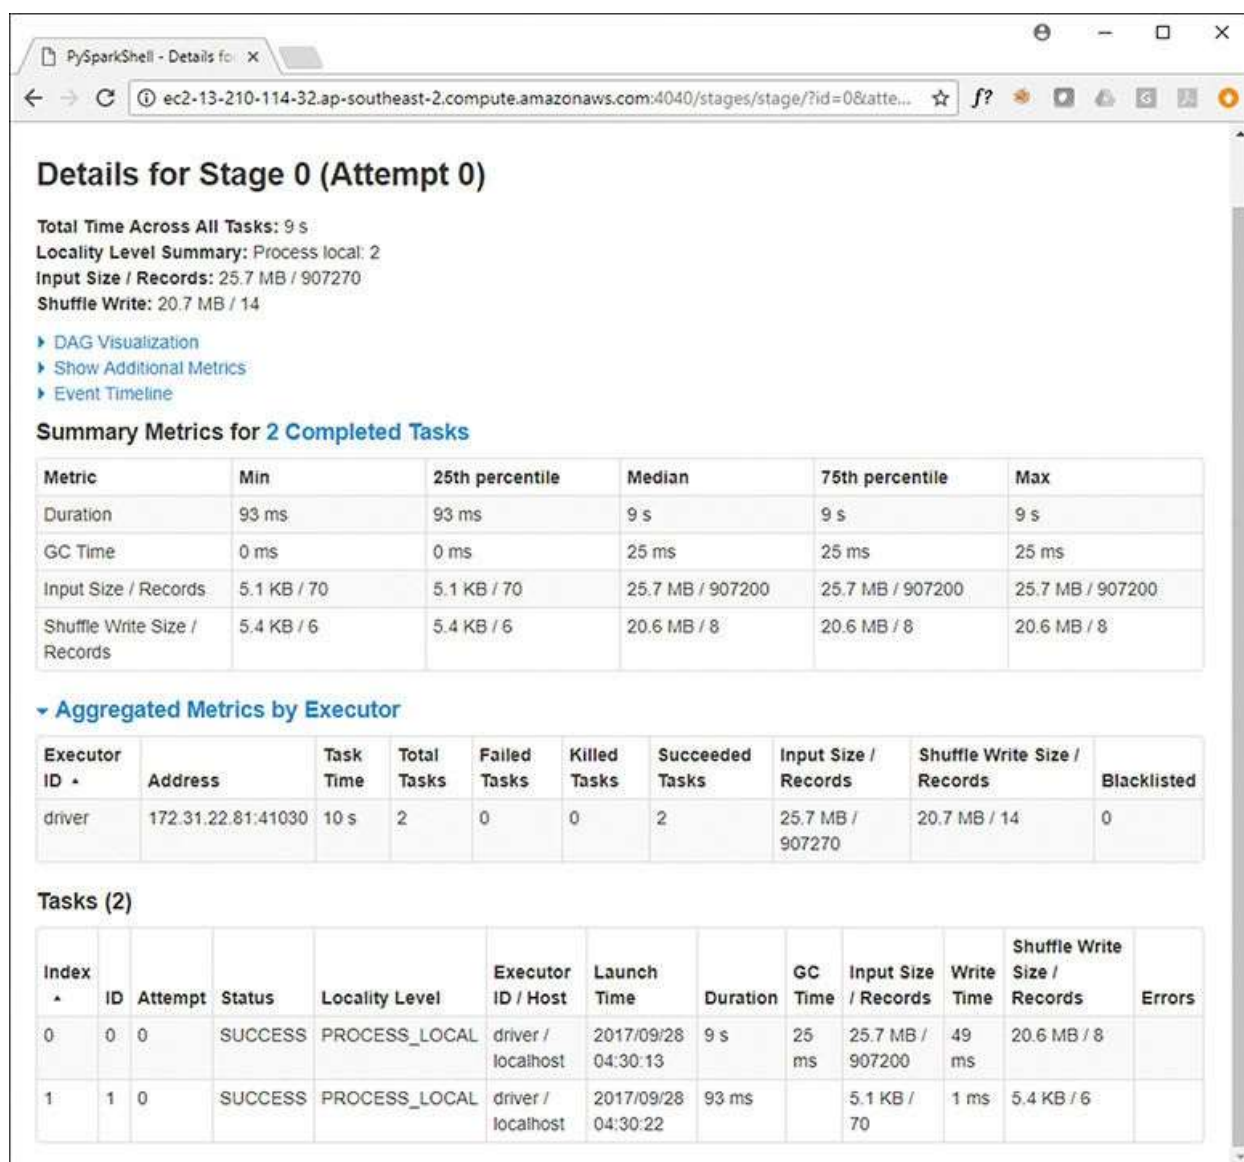 PySparkShell - Details fo
ec2-13-210-114-32.ap-southeast-2.compute.amazonaws.com:4040/stages/stage/?id=0&atte... f?
Details for Stage 0 (Attempt 0)
Total Time Across All Tasks: 9 s
Locality Level Summary: Process local: 2
Input Size / Records: 25.7 MB / 907270
Shuffle Write: 20.7 MB / 14
DAG Visualization
Show Additional Metrics
Event Timeline
Summary Metrics for 2 Completed Tasks
Metric Min 25th percentile Median 75th percentile Max
Duration 93 ms 93 ms 9 s 9 s 9 s
GC Time 0 ms 0 ms 25 ms 25 ms 25 ms
Input Size / Records 5.1 KB / 70 5.1 KB / 70 25.7 MB / 907200 25.7 MB / 907200 25.7 MB / 907200
Shuffle Write Size / 5.4 KB / 6 5.4 KB / 6 20.6 MB / 8 20.6 MB / 8 20.6 MB / 8
Records
Aggregated Metrics by Executor
Executor Task Total Failed Killed Succeeded Input Size / Shuffle Write Size /
ID Address Time Tasks Tasks Tasks Tasks Records Records Blacklisted
driver 172.31.22.81:41030 10 s 2 0 0 2 25.7 MB / 20.7 MB / 14 0
907270
Tasks (2)
Shuffle Write
Index Executor Launch GC Input Size Write Size /
ID Attempt Status Locality Level ID / Host Time Duration Time / Records Time Records Errors
0 0 0 SUCCESS PROCESS_LOCAL driver / 2017/09/28 9 s 25 25.7 MB / 49 20.6 MB / 8
localhost 04:30:13 ms 907200 ms
1 1 0 SUCCESS PROCESS_LOCAL driver / 2017/09/28 93 ms 5.1 KB / 1 ms 5.4 KB / 6
localhost 04:30:22 70